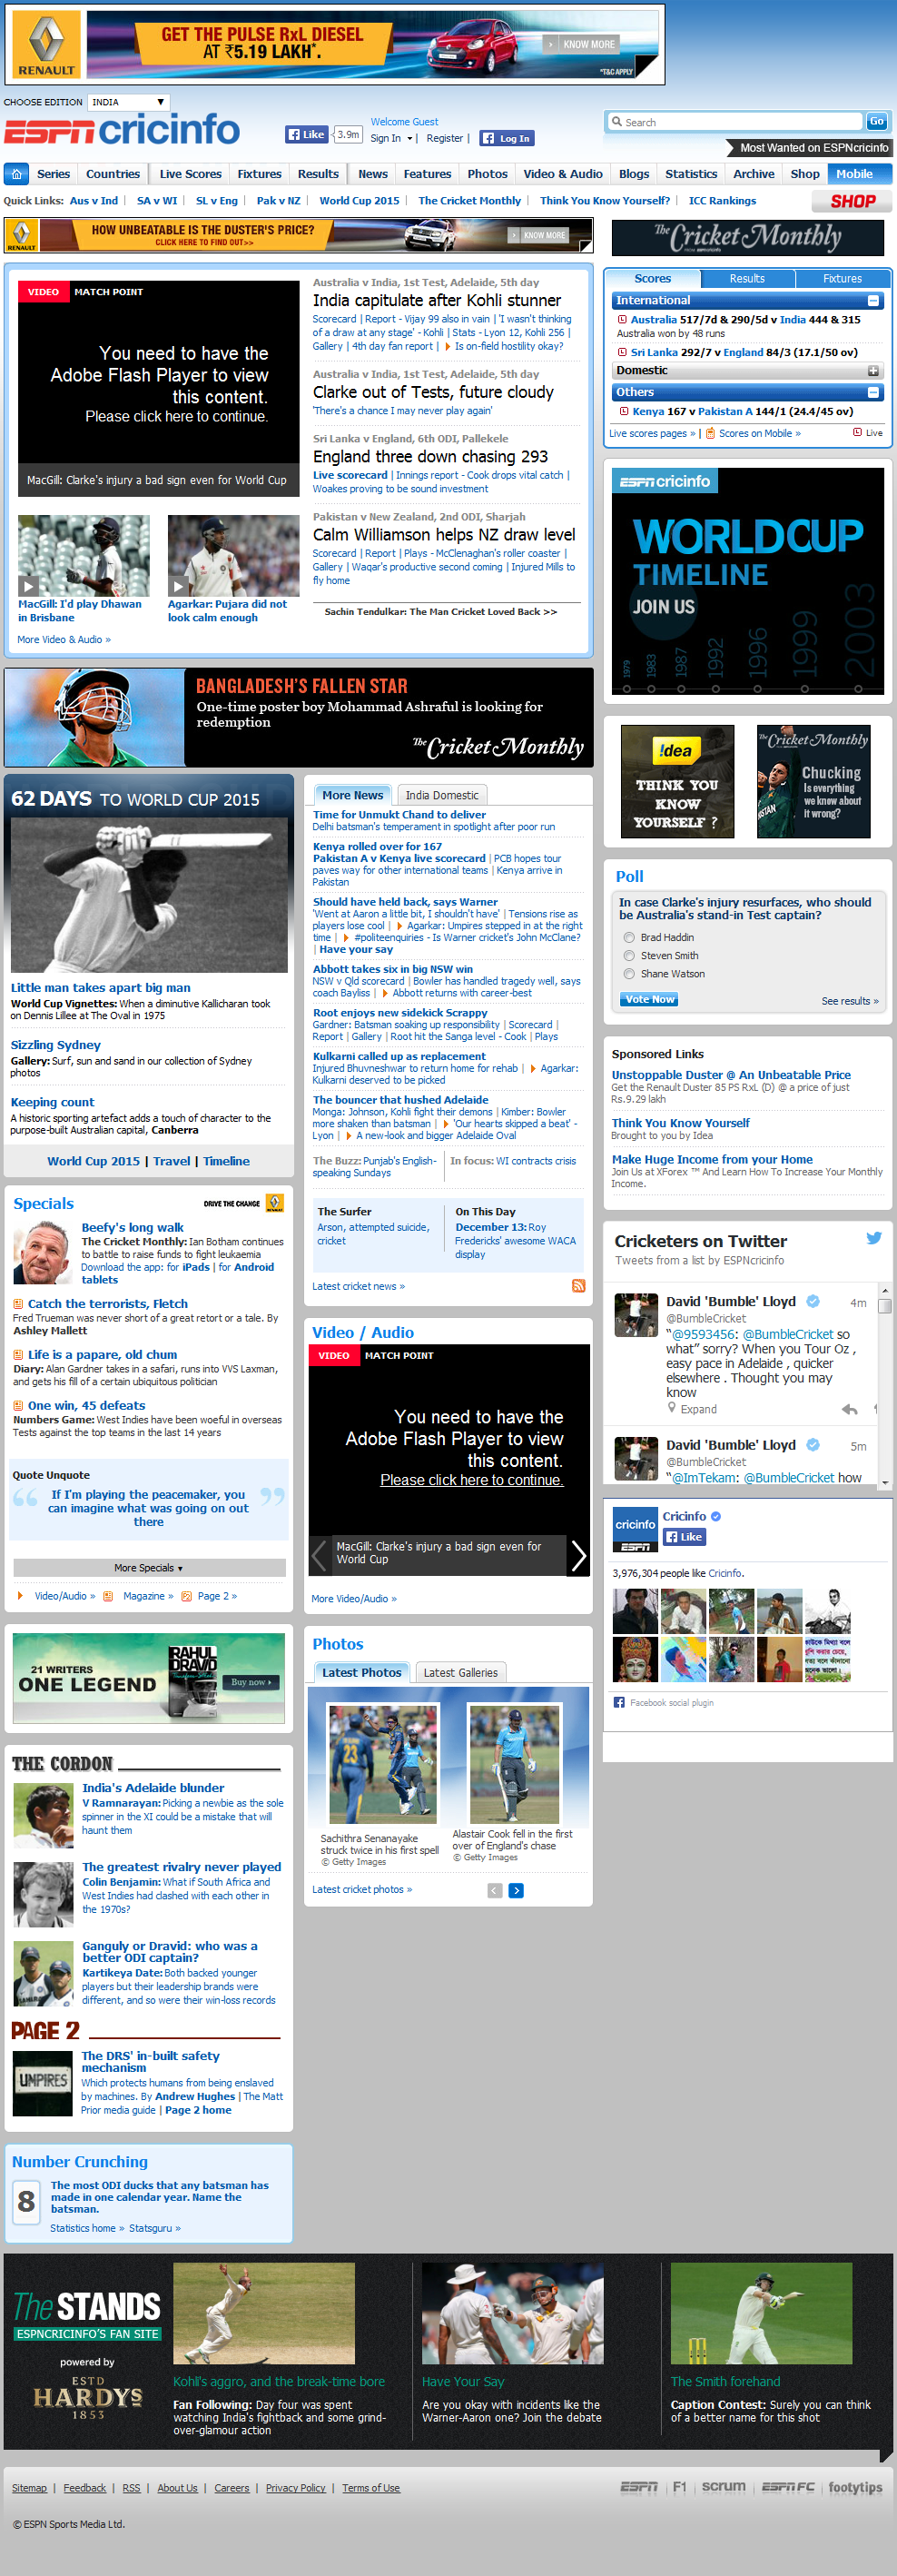 RENAULT
GET THE PULSE RxL DIESEL
AT ₹5.19 LAKH*.
KNOW MORE
*T&C APPLY
CHOOSE EDITION INDIA
ESPN cricinfo
Like 3.9m
Welcome Guest
Sign In | Register | Log In
Search Go
Most Wanted on ESPNcricinfo
Series Countries Live Scores Fixtures Results News Features Photos Video & Audio Blogs Statistics Archive Shop Mobile
Quick Links: Aus v Ind | SA v WI | SL v Eng | Pak v NZ | World Cup 2015 | The Cricket Monthly | Think You Know Yourself? | ICC Rankings
SHOP
RENAULT
HOW UNBEATABLE IS THE DUSTER'S PRICE?
CLICK HERE TO FIND OUT>>
KNOW MORE
The Cricket Monthly
VIDEO MATCH POINT
You need to have the
Adobe Flash Player to view
this content.
Please click here to continue.
MacGill: Clarke's injury a bad sign even for World Cup
MacGill: I'd play Dhawan
in Brisbane
Agarkar: Pujara did not
look calm enough
More Video & Audio »
Australia v India, 1st Test, Adelaide, 5th day
India capitulate after Kohli stunner
Scorecard | Report - Vijay 99 also in vain | 'I wasn't thinking
of a draw at any stage' - Kohli | Stats - Lyon 12, Kohli 256 |
Gallery | 4th day fan report | Is on-field hostility okay?
Australia v India, 1st Test, Adelaide, 5th day
Clarke out of Tests, future cloudy
'There's a chance I may never play again'
Sri Lanka v England, 6th ODI, Pallekele
England three down chasing 293
Live scorecard | Innings report - Cook drops vital catch |
Woakes proving to be sound investment
Pakistan v New Zealand, 2nd ODI, Sharjah
Calm Williamson helps NZ draw level
Scorecard | Report | Plays - McClenaghan's roller coaster |
Gallery | Waqar's productive second coming | Injured Mills to
fly home
Sachin Tendulkar: The Man Cricket Loved Back >>
Scores Results Fixtures
International
Australia 517/7d & 290/5d v India 444 & 315
Australia won by 48 runs
Sri Lanka 292/7 v England 84/3 (17.1/50 ov)
Domestic
Others
Kenya 167 v Pakistan A 144/1 (24.4/45 ov)
Live scores pages » | Scores on Mobile » Live
ESPN cricinfo
WORLD CUP
TIMELINE
JOIN US
1979 1983 1987 1992 1996 1999 2003
BANGLADESH'S FALLEN STAR
One-time poster boy Mohammad Ashraful is looking for
redemption
The Cricket Monthly
!dea
THINK YOU
KNOW
YOURSELF ?
The Cricket Monthly
Chucking
Is everything
we know about
it wrong?
62 DAYS TO WORLD CUP 2015
Little man takes apart big man
World Cup Vignettes: When a diminutive Kallicharan took
on Dennis Lillee at The Oval in 1975
Sizzling Sydney
Gallery: Surf, sun and sand in our collection of Sydney
photos
Keeping count
A historic sporting artefact adds a touch of character to the
purpose-built Australian capital, Canberra
World Cup 2015 | Travel | Timeline
More News India Domestic
Time for Unmukt Chand to deliver
Delhi batsman's temperament in spotlight after poor run
Kenya rolled over for 167
Pakistan A v Kenya live scorecard | PCB hopes tour
paves way for other international teams | Kenya arrive in
Pakistan
Should have held back, says Warner
'Went at Aaron a little bit, I shouldn't have' | Tensions rise as
players lose cool | Agarkar: Umpires stepped in at the right
time | #politeenquiries - Is Warner cricket's John McClane?
| Have your say
Abbott takes six in big NSW win
NSW v Qld scorecard | Bowler has handled tragedy well, says
coach Bayliss | Abbott returns with career-best
Root enjoys new sidekick Scrappy
Gardner: Batsman soaking up responsibility | Scorecard |
Report | Gallery | Root hit the Sanga level - Cook | Plays
Kulkarni called up as replacement
Injured Bhuvneshwar to return home for rehab | Agarkar:
Kulkarni deserved to be picked
The bouncer that hushed Adelaide
Monga: Johnson, Kohli fight their demons | Kimber: Bowler
more shaken than batsman | 'Our hearts skipped a beat' -
Lyon | A new-look and bigger Adelaide Oval
The Buzz: Punjab's English-
speaking Sundays
In focus: WI contracts crisis
The Surfer
Arson, attempted suicide,
cricket
On This Day
December 13: Roy
Fredericks' awesome WACA
display
Latest cricket news »
Poll
In case Clarke's injury resurfaces, who should
be Australia's stand-in Test captain?
Brad Haddin
Steven Smith
Shane Watson
Vote Now See results »
Sponsored Links
Unstoppable Duster @ An Unbeatable Price
Get the Renault Duster 85 PS RxL (D) @ a price of just
Rs.9.29 lakh
Think You Know Yourself
Brought to you by Idea
Make Huge Income from your Home
Join Us at XForex ™ And Learn How To Increase Your Monthly
Income.
Specials
DRIVE THE CHANGE
Beefy's long walk
The Cricket Monthly: Ian Botham continues
to battle to raise funds to fight leukaemia
Download the app: for iPads | for Android
tablets
Catch the terrorists, Fletch
Fred Trueman was never short of a great retort or a tale. By
Ashley Mallett
Life is a papare, old chum
Diary: Alan Gardner takes in a safari, runs into VVS Laxman,
and gets his fill of a certain ubiquitous politician
One win, 45 defeats
Numbers Game: West Indies have been woeful in overseas
Tests against the top teams in the last 14 years
Quote Unquote
“ If I'm playing the peacemaker, you ”
can imagine what was going on out
there
More Specials
Video/Audio » Magazine » Page 2 »
Video / Audio
VIDEO MATCH POINT
You need to have the
Adobe Flash Player to view
this content.
Please click here to continue.
MacGill: Clarke's injury a bad sign even for
World Cup
More Video/Audio »
Cricketers on Twitter
Tweets from a list by ESPNcricinfo
David 'Bumble' Lloyd 4m
@BumbleCricket
“@9593456: @BumbleCricket so
what” sorry? When you Tour Oz ,
easy pace in Adelaide , quicker
elsewhere . Thought you may
know
Expand
David 'Bumble' Lloyd 5m
@BumbleCricket
“@ImTekam: @BumbleCricket how
cricinfo
ESPN
Cricinfo
Like
3,976,304 people like Cricinfo.
Facebook social plugin
21 WRITERS
ONE LEGEND
RAHUL
DRAVID
Buy now
Photos
Latest Photos Latest Galleries
23
Sachithra Senanayake
struck twice in his first spell
© Getty Images
Alastair Cook fell in the first
over of England's chase
© Getty Images
Latest cricket photos »
THE CORDON
India's Adelaide blunder
V Ramnarayan: Picking a newbie as the sole
spinner in the XI could be a mistake that will
haunt them
The greatest rivalry never played
Colin Benjamin: What if South Africa and
West Indies had clashed with each other in
the 1970s?
Ganguly or Dravid: who was a
better ODI captain?
Kartikeya Date: Both backed younger
players but their leadership brands were
different, and so were their win-loss records
PAGE 2
UMPIRES
The DRS' in-built safety
mechanism
Which protects humans from being enslaved
by machines. By Andrew Hughes | The Matt
Prior media guide | Page 2 home
Number Crunching
8
The most ODI ducks that any batsman has
made in one calendar year. Name the
batsman.
Statistics home » Statsguru »
The STANDS
ESPNCRICINFO'S FAN SITE
powered by
ESTD
HARDYS
1853
Kohli's aggro, and the break-time bore
Fan Following: Day four was spent
watching India's fightback and some grind-
over-glamour action
Have Your Say
Are you okay with incidents like the
Warner-Aaron one? Join the debate
The Smith forehand
Caption Contest: Surely you can think
of a better name for this shot
Sitemap | Feedback | RSS | About Us | Careers | Privacy Policy | Terms of Use
ESPN F1 scrum ESPN FC footytips
© ESPN Sports Media Ltd.